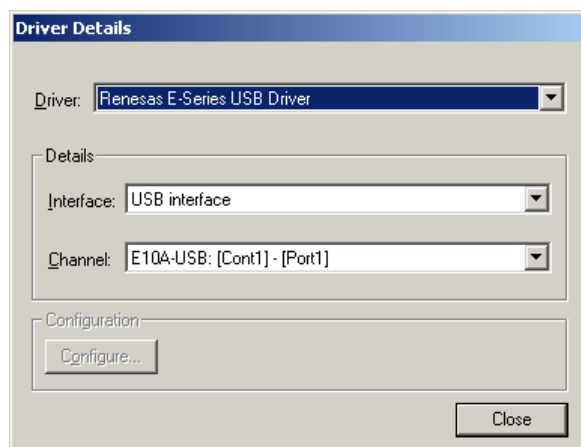 Driver Details
Driver: Renesas E-Series USB Driver
Details
Interface: USB interface
Channel: E10A-USB: [Cont1] - [Port1]
Configuration
Configure...
Close